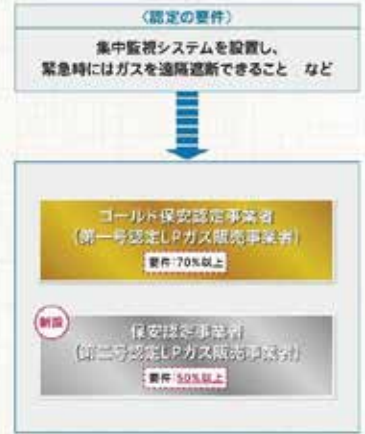 〈認定の要件〉
集中監視システムを設置し、
緊急時にはガスを遠隔遮断できること など
ゴールド保安認定事業者
(第一号認定LPガス販売事業者)
要件:70%以上
新設
保安認定事業者
(第二号認定LPガス販売事業者)
要件:50%以上